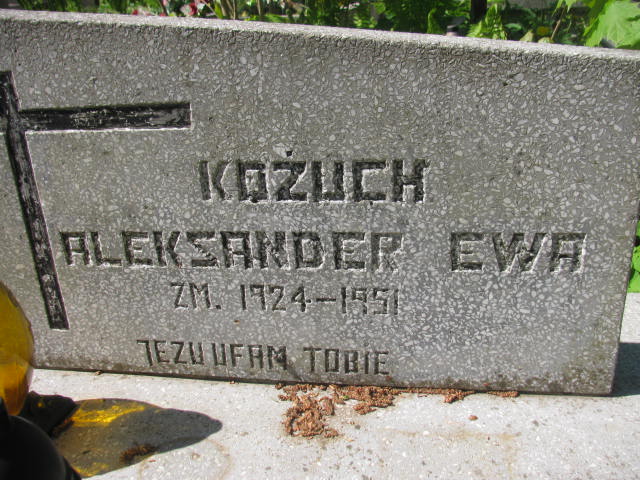 KOŻUCH
ALEKSANDER EWA
ZM. 1924-1951
JEZU UFAM TOBIE